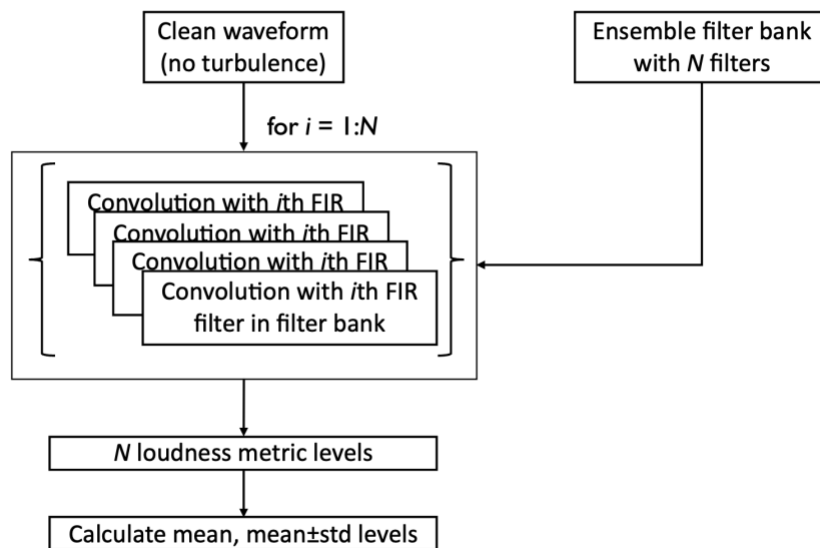 Clean waveform
(no turbulence)
Ensemble filter bank
with N filters
for i = 1:N
Convolution with ith FIR
Convolution with ith FIR
Convolution with ith FIR
Convolution with ith FIR
filter in filter bank
N loudness metric levels
Calculate mean, mean±std levels